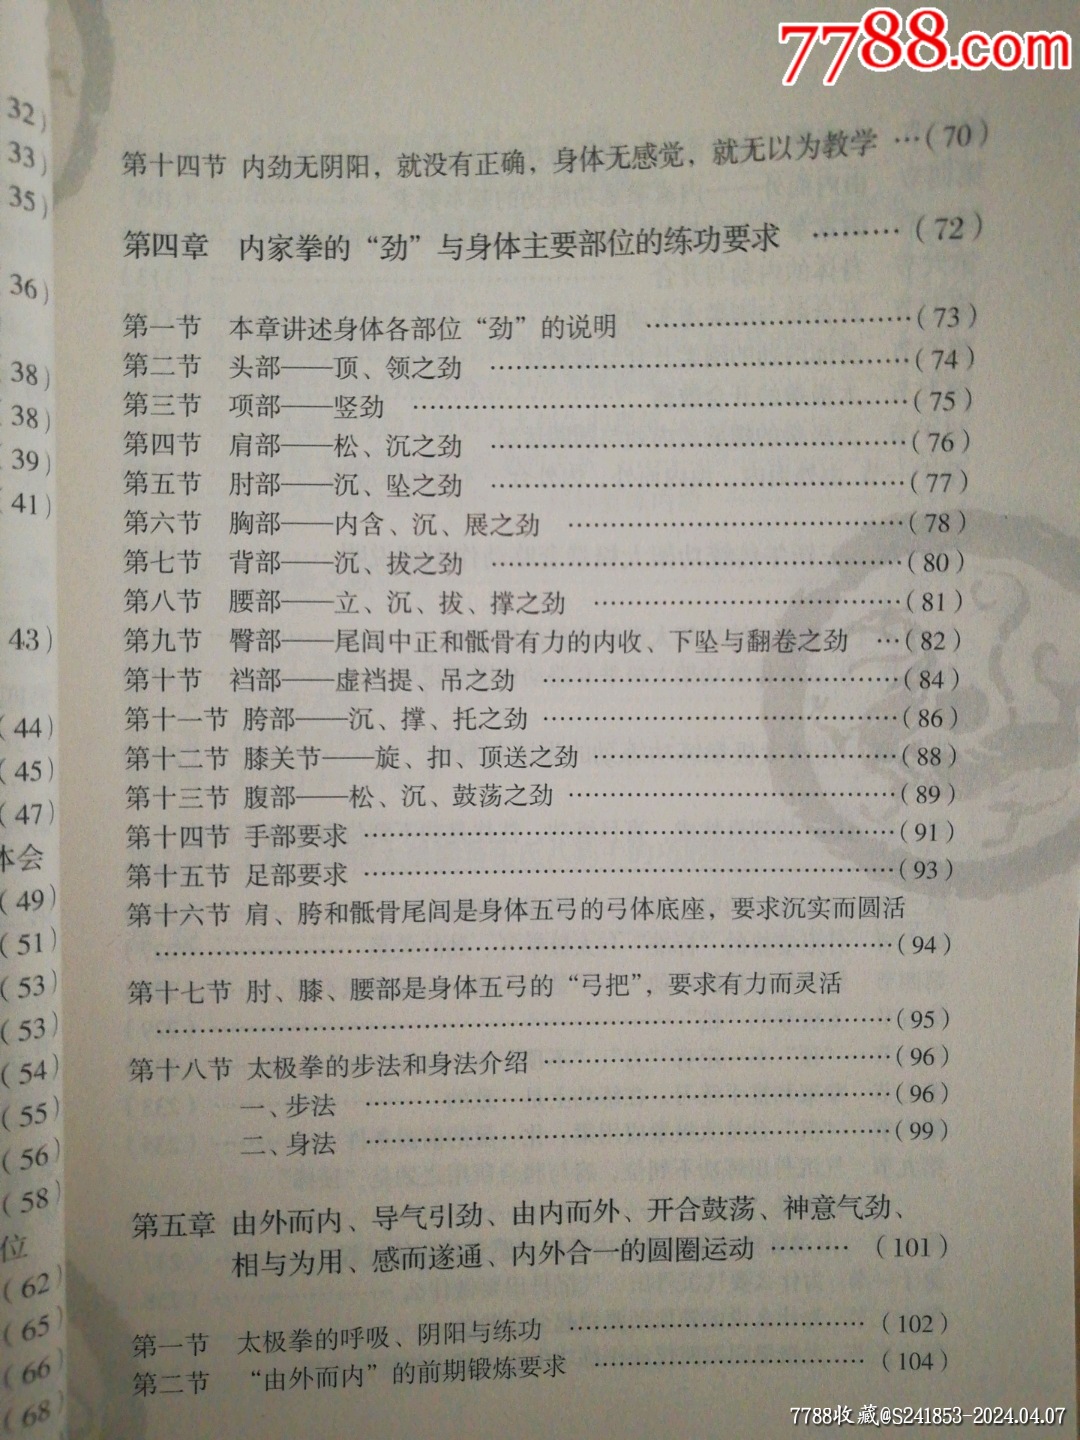 7788.com
32)
33)
35)
36)
38)
38)
39)
41)
43)
(44)
(45)
(47)
体会
(49)
(51)
(53)
(53)
(54)
(55)
(56)
(58)
位
(62)
(65)
(66)
(68)
第十四节 内劲无阴阳，就没有正确，身体无感觉，就无以为教学 …(70)
第四章 内家拳的“劲”与身体主要部位的练功要求 ………(72)
第一节 本章讲述身体各部位“劲”的说明 …………………………(73)
第二节 头部——顶、领之劲 ……………………………………(74)
第三节 项部——竖劲 ……………………………………………(75)
第四节 肩部——松、沉之劲 ……………………………………(76)
第五节 肘部——沉、坠之劲 ……………………………………(77)
第六节 胸部——内含、沉、展之劲 ……………………………(78)
第七节 背部——沉、拔之劲 ……………………………………(80)
第八节 腰部——立、沉、拔、撑之劲 …………………………(81)
第九节 臀部——尾闾中正和骶骨有力的内收、下坠与翻卷之劲 …(82)
第十节 裆部——虚裆提、吊之劲 ………………………………(84)
第十一节 胯部——沉、撑、托之劲 ………………………………(86)
第十二节 膝关节——旋、扣、顶送之劲 …………………………(88)
第十三节 腹部——松、沉、鼓荡之劲 ……………………………(89)
第十四节 手部要求 …………………………………………………(91)
第十五节 足部要求 …………………………………………………(93)
第十六节 肩、胯和骶骨尾闾是身体五弓的弓体底座，要求沉实而圆活
……………………………………………………………………(94)
第十七节 肘、膝、腰部是身体五弓的“弓把”，要求有力而灵活
……………………………………………………………………(95)
第十八节 太极拳的步法和身法介绍 ………………………………(96)
一、步法 …………………………………………………(96)
二、身法 …………………………………………………(99)
第五章 由外而内、导气引劲、由内而外、开合鼓荡、神意气劲、
相与为用、感而遂通、内外合一的圆圈运动 ………(101)
第一节 太极拳的呼吸、阴阳与练功 ……………………………(102)
第二节 “由外而内”的前期锻炼要求 …………………………(104)
7788收藏@S241853-2024.04.07